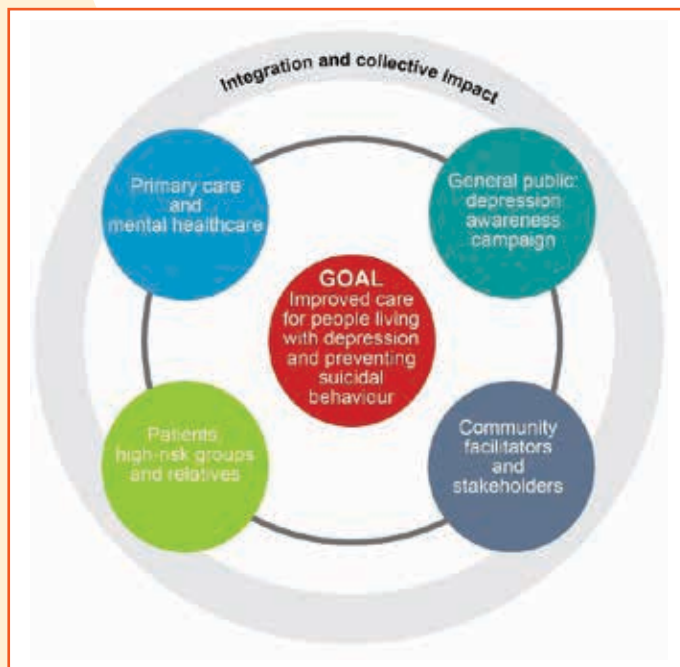 Integration and collective impact
Primary care
and
mental healthcare
General public:
depression
awareness
campaign
GOAL
Improved care
for people living
with depression
and preventing
suicidal
behaviour
Patients,
high-risk groups
and relatives
Community
facilitators
and
stakeholders